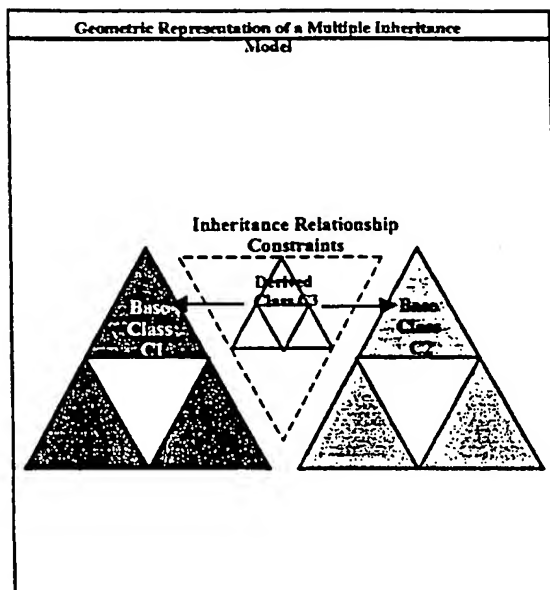 Geometric Representation of a Multiple Inheritance
Model
Inheritance Relationship
Constraints
Derived
Class C3
Base
Class
C1
Base
Class
C2